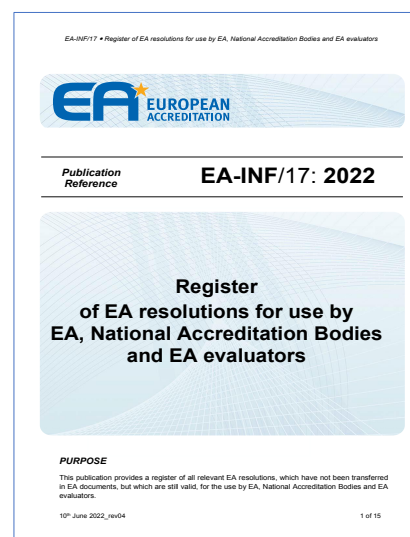 EA-INF/17 • Register of EA resolutions for use by EA, National Accreditation Bodies and EA evaluators
EA EUROPEAN
ACCREDITATION
Publication
Reference
EA-INF/17: 2022
Register
of EA resolutions for use by
EA, National Accreditation Bodies
and EA evaluators
PURPOSE
This publication provides a register of all relevant EA resolutions, which have not been transferred
in EA documents, but which are still valid, for the use by EA, National Accreditation Bodies and EA
evaluators.
10th June 2022_rev04 1 of 15